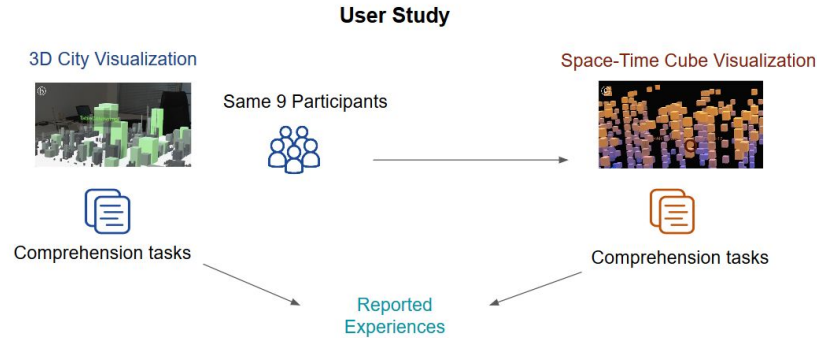 User Study
3D City Visualization
Space-Time Cube Visualization
Same 9 Participants
Comprehension tasks
Comprehension tasks
Reported
Experiences